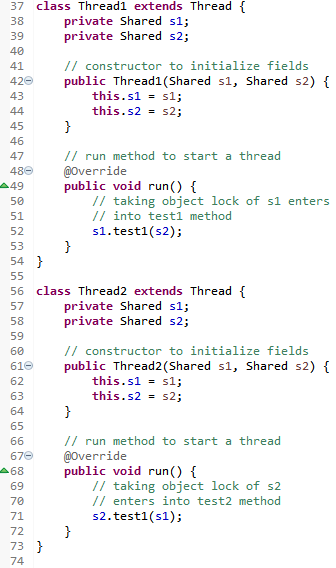 37 class Thread1 extends Thread {
38     private Shared s1;
39     private Shared s2;
40
41     // constructor to initialize fields
42     public Thread1(Shared s1, Shared s2) {
43         this.s1 = s1;
44         this.s2 = s2;
45     }
46
47     // run method to start a thread
48     @Override
49     public void run() {
50         // taking object lock of s1 enters
51         // into test1 method
52         s1.test1(s2);
53     }
54 }
55
56 class Thread2 extends Thread {
57     private Shared s1;
58     private Shared s2;
59
60     // constructor to initialize fields
61     public Thread2(Shared s1, Shared s2) {
62         this.s1 = s1;
63         this.s2 = s2;
64     }
65
66     // run method to start a thread
67     @Override
68     public void run() {
69         // taking object lock of s2
70         // enters into test2 method
71         s2.test1(s1);
72     }
73 }
74